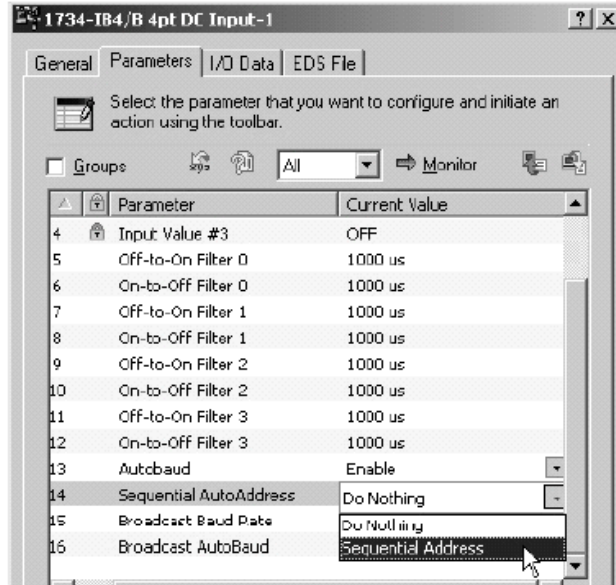 1734-IB4/B 4pt DC Input-1
? X
General Parameters I/O Data EDS File
Select the parameter that you want to configure and initiate an
action using the toolbar.
Groups All Monitor
Parameter Current Value
4 Input Value #3 OFF
5 Off-to-On Filter 0 1000 us
6 On-to-Off Filter 0 1000 us
7 Off-to-On Filter 1 1000 us
8 On-to-Off Filter 1 1000 us
9 Off-to-On Filter 2 1000 us
10 On-to-Off Filter 2 1000 us
11 Off-to-On Filter 3 1000 us
12 On-to-Off Filter 3 1000 us
13 Autobaud Enable
14 Sequential AutoAddress Do Nothing
15 Broadcast Baud Rate Do Nothing
16 Broadcast AutoBaud Sequential Address